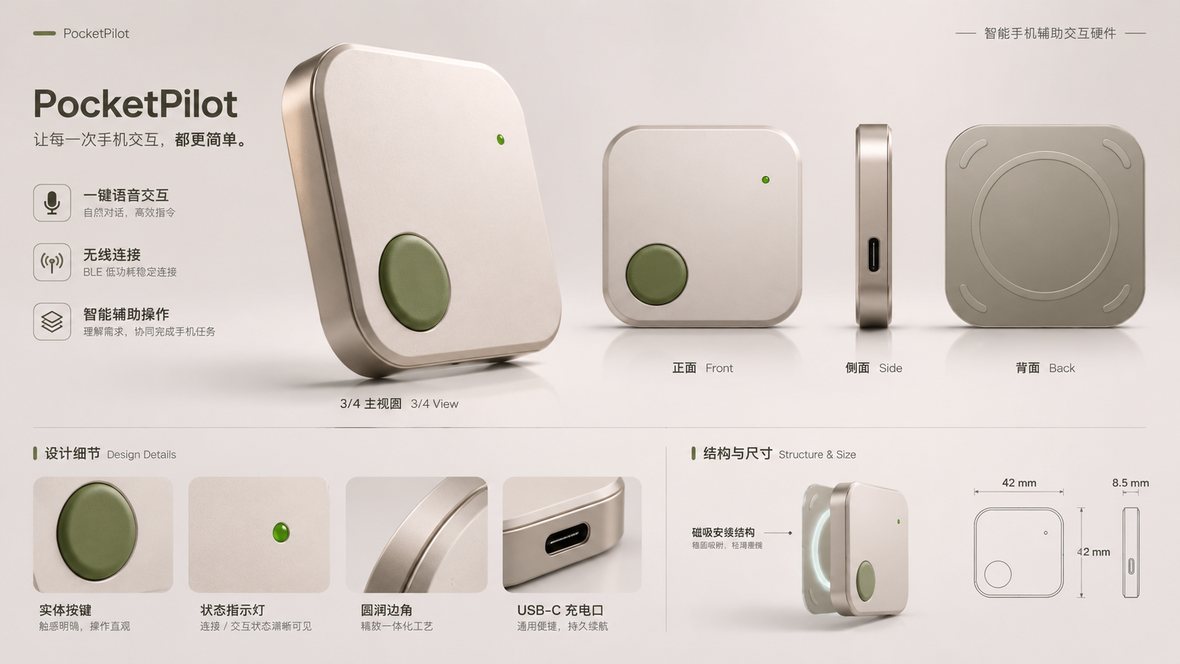 PocketPilot
智能手机辅助交互硬件
PocketPilot
让每一次手机交互，都更简单。
一键语音交互
自然对话，高效指令
无线连接
BLE 低功耗稳定连接
智能辅助操作
理解需求，协同完成手机任务
3/4 主视图 3/4 View
正面 Front
侧面 Side
背面 Back
设计细节 Design Details
实体按键
触感明确，操作直观
状态指示灯
连接 / 交互状态清晰可见
圆润边角
精致一体化工艺
USB-C 充电口
通用便捷，持久续航
结构与尺寸 Structure & Size
磁吸安装结构
42 mm
8.5 mm
42 mm